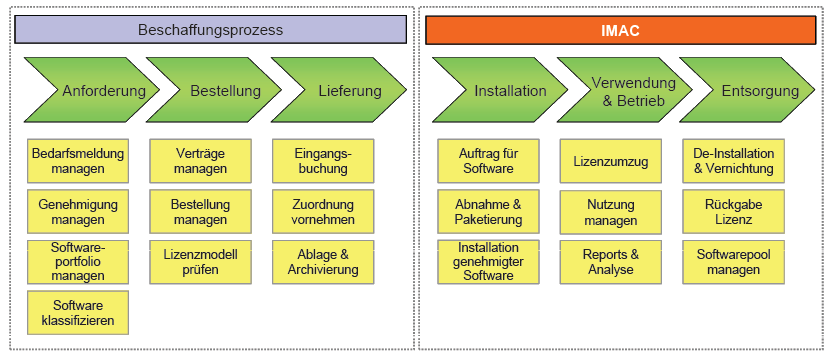 Beschaffungsprozess
IMAC
Anforderung
Bestellung
Lieferung
Installation
Verwendung
& Betrieb
Entsorgung
Bedarfsmeldung
managen
Genehmigung
managen
Software-
portfolio
managen
Software
klassifizieren
Verträge
managen
Bestellung
managen
Lizenzmodell
prüfen
Eingangs-
buchung
Zuordnung
vornehmen
Ablage &
Archivierung
Auftrag für
Software
Abnahme &
Paketierung
Installation
genehmigter
Software
Lizenzumzug
Nutzung
managen
Reports &
Analyse
De-Installation
& Vernichtung
Rückgabe
Lizenz
Softwarepool
managen